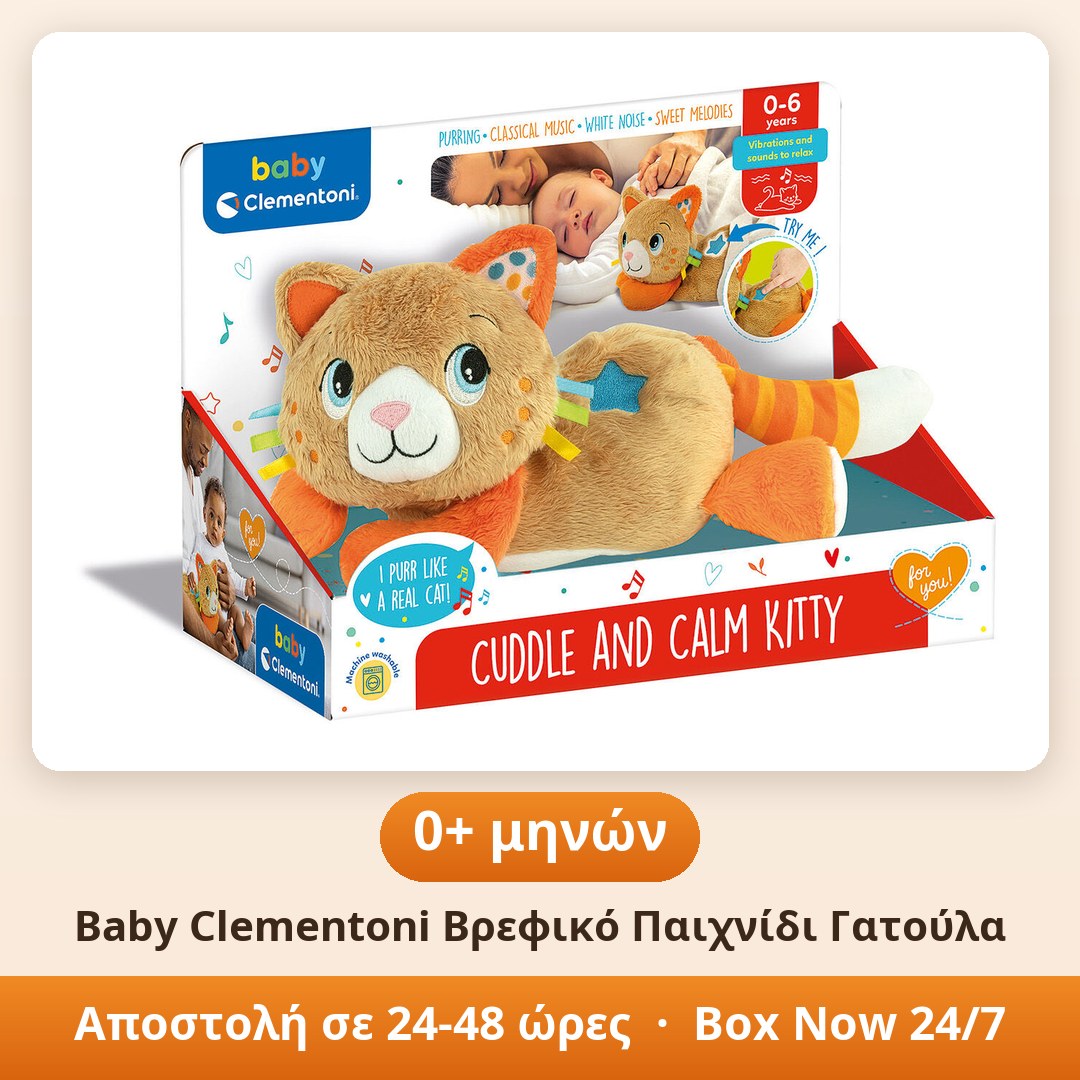 PURRING • CLASSICAL MUSIC • WHITE NOISE • SWEET MELODIES
0-6
years
Vibrations and
sounds to relax
baby
Clementoni
TRY ME!
for
you!
I PURR LIKE
A REAL CAT!
for
you!
CUDDLE AND CALM KITTY
Machine washable
baby
Clementoni
0+ μηνών
Baby Clementoni Βρεφικό Παιχνίδι Γατούλα
Αποστολή σε 24-48 ώρες · Box Now 24/7